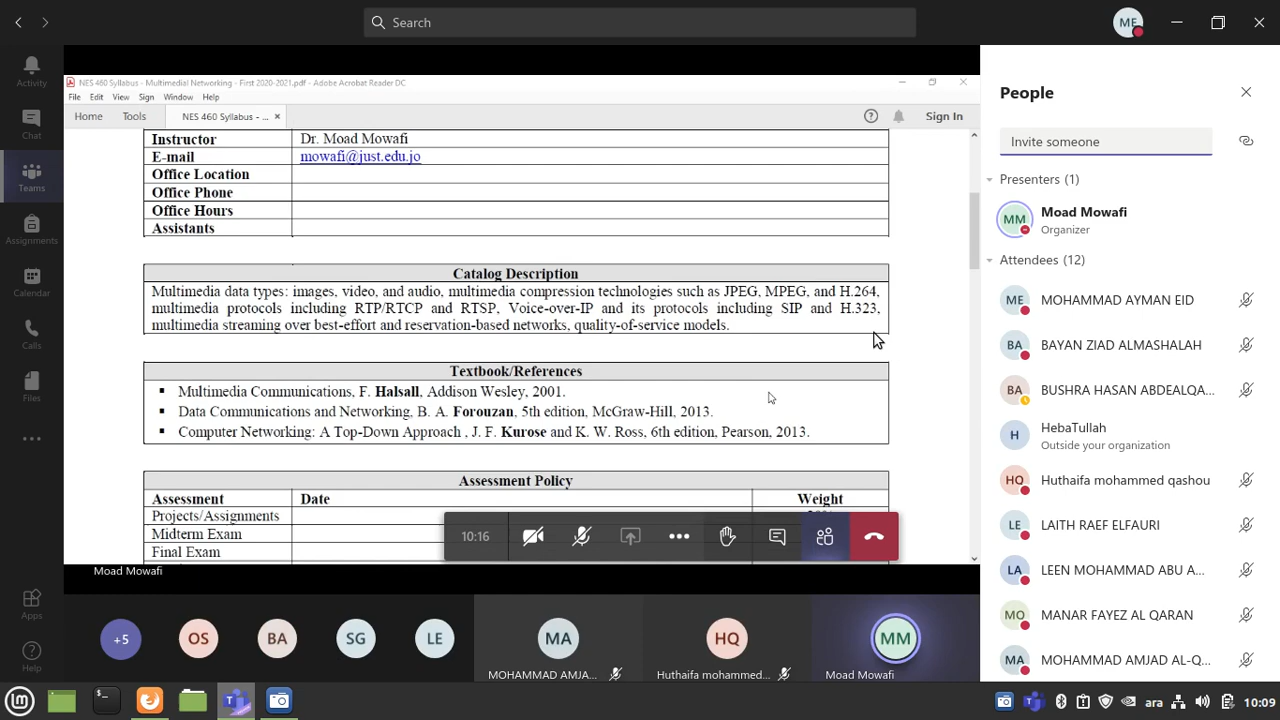 Search
ME
Activity
Chat
Teams
Assignments
Calendar
Calls
Files
Apps
Help
NES 460 Syllabus - Multimedial Networking - First 2020-2021.pdf - Adobe Acrobat Reader DC
File Edit View Sign Window Help
Home Tools NES 460 Syllabus - ... × Sign In
Instructor Dr. Moad Mowafi
E-mail mowafi@just.edu.jo
Office Location
Office Phone
Office Hours
Assistants
Catalog Description
Multimedia data types: images, video, and audio, multimedia compression technologies such as JPEG, MPEG, and H.264,
multimedia protocols including RTP/RTCP and RTSP, Voice-over-IP and its protocols including SIP and H.323,
multimedia streaming over best-effort and reservation-based networks, quality-of-service models.
Textbook/References
▪ Multimedia Communications, F. Halsall, Addison Wesley, 2001.
▪ Data Communications and Networking, B. A. Forouzan, 5th edition, McGraw-Hill, 2013.
▪ Computer Networking: A Top-Down Approach , J. F. Kurose and K. W. Ross, 6th edition, Pearson, 2013.
Assessment Policy
Assessment Date Weight
Projects/Assignments
Midterm Exam
Final Exam
10:16
Moad Mowafi
+5
OS
BA
SG
LE
MA
MOHAMMAD AMJA...
HQ
Huthaifa mohammed...
MM
Moad Mowafi
People
Invite someone
Presenters (1)
MM
Moad Mowafi
Organizer
Attendees (12)
ME MOHAMMAD AYMAN EID
BA BAYAN ZIAD ALMASHALAH
BA BUSHRA HASAN ABDEALQA...
H HebaTullah
Outside your organization
HQ Huthaifa mohammed qashou
LE LAITH RAEF ELFAURI
LA LEEN MOHAMMAD ABU A...
MO MANAR FAYEZ AL QARAN
MA MOHAMMAD AMJAD AL-Q...
ara
10:09